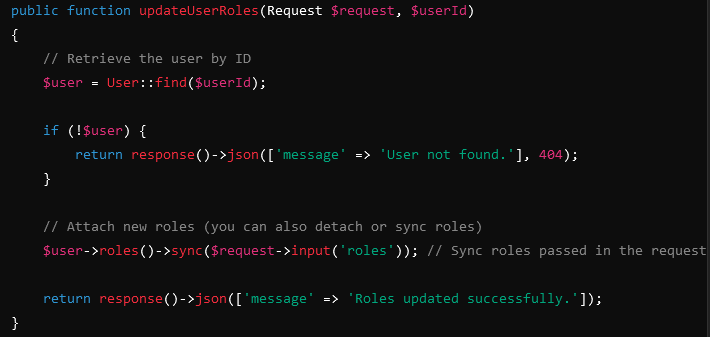 public function updateUserRoles(Request $request, $userId)
{
    // Retrieve the user by ID
    $user = User::find($userId);

    if (!$user) {
        return response()->json(['message' => 'User not found.'], 404);
    }

    // Attach new roles (you can also detach or sync roles)
    $user->roles()->sync($request->input('roles')); // Sync roles passed in the request

    return response()->json(['message' => 'Roles updated successfully.']);
}